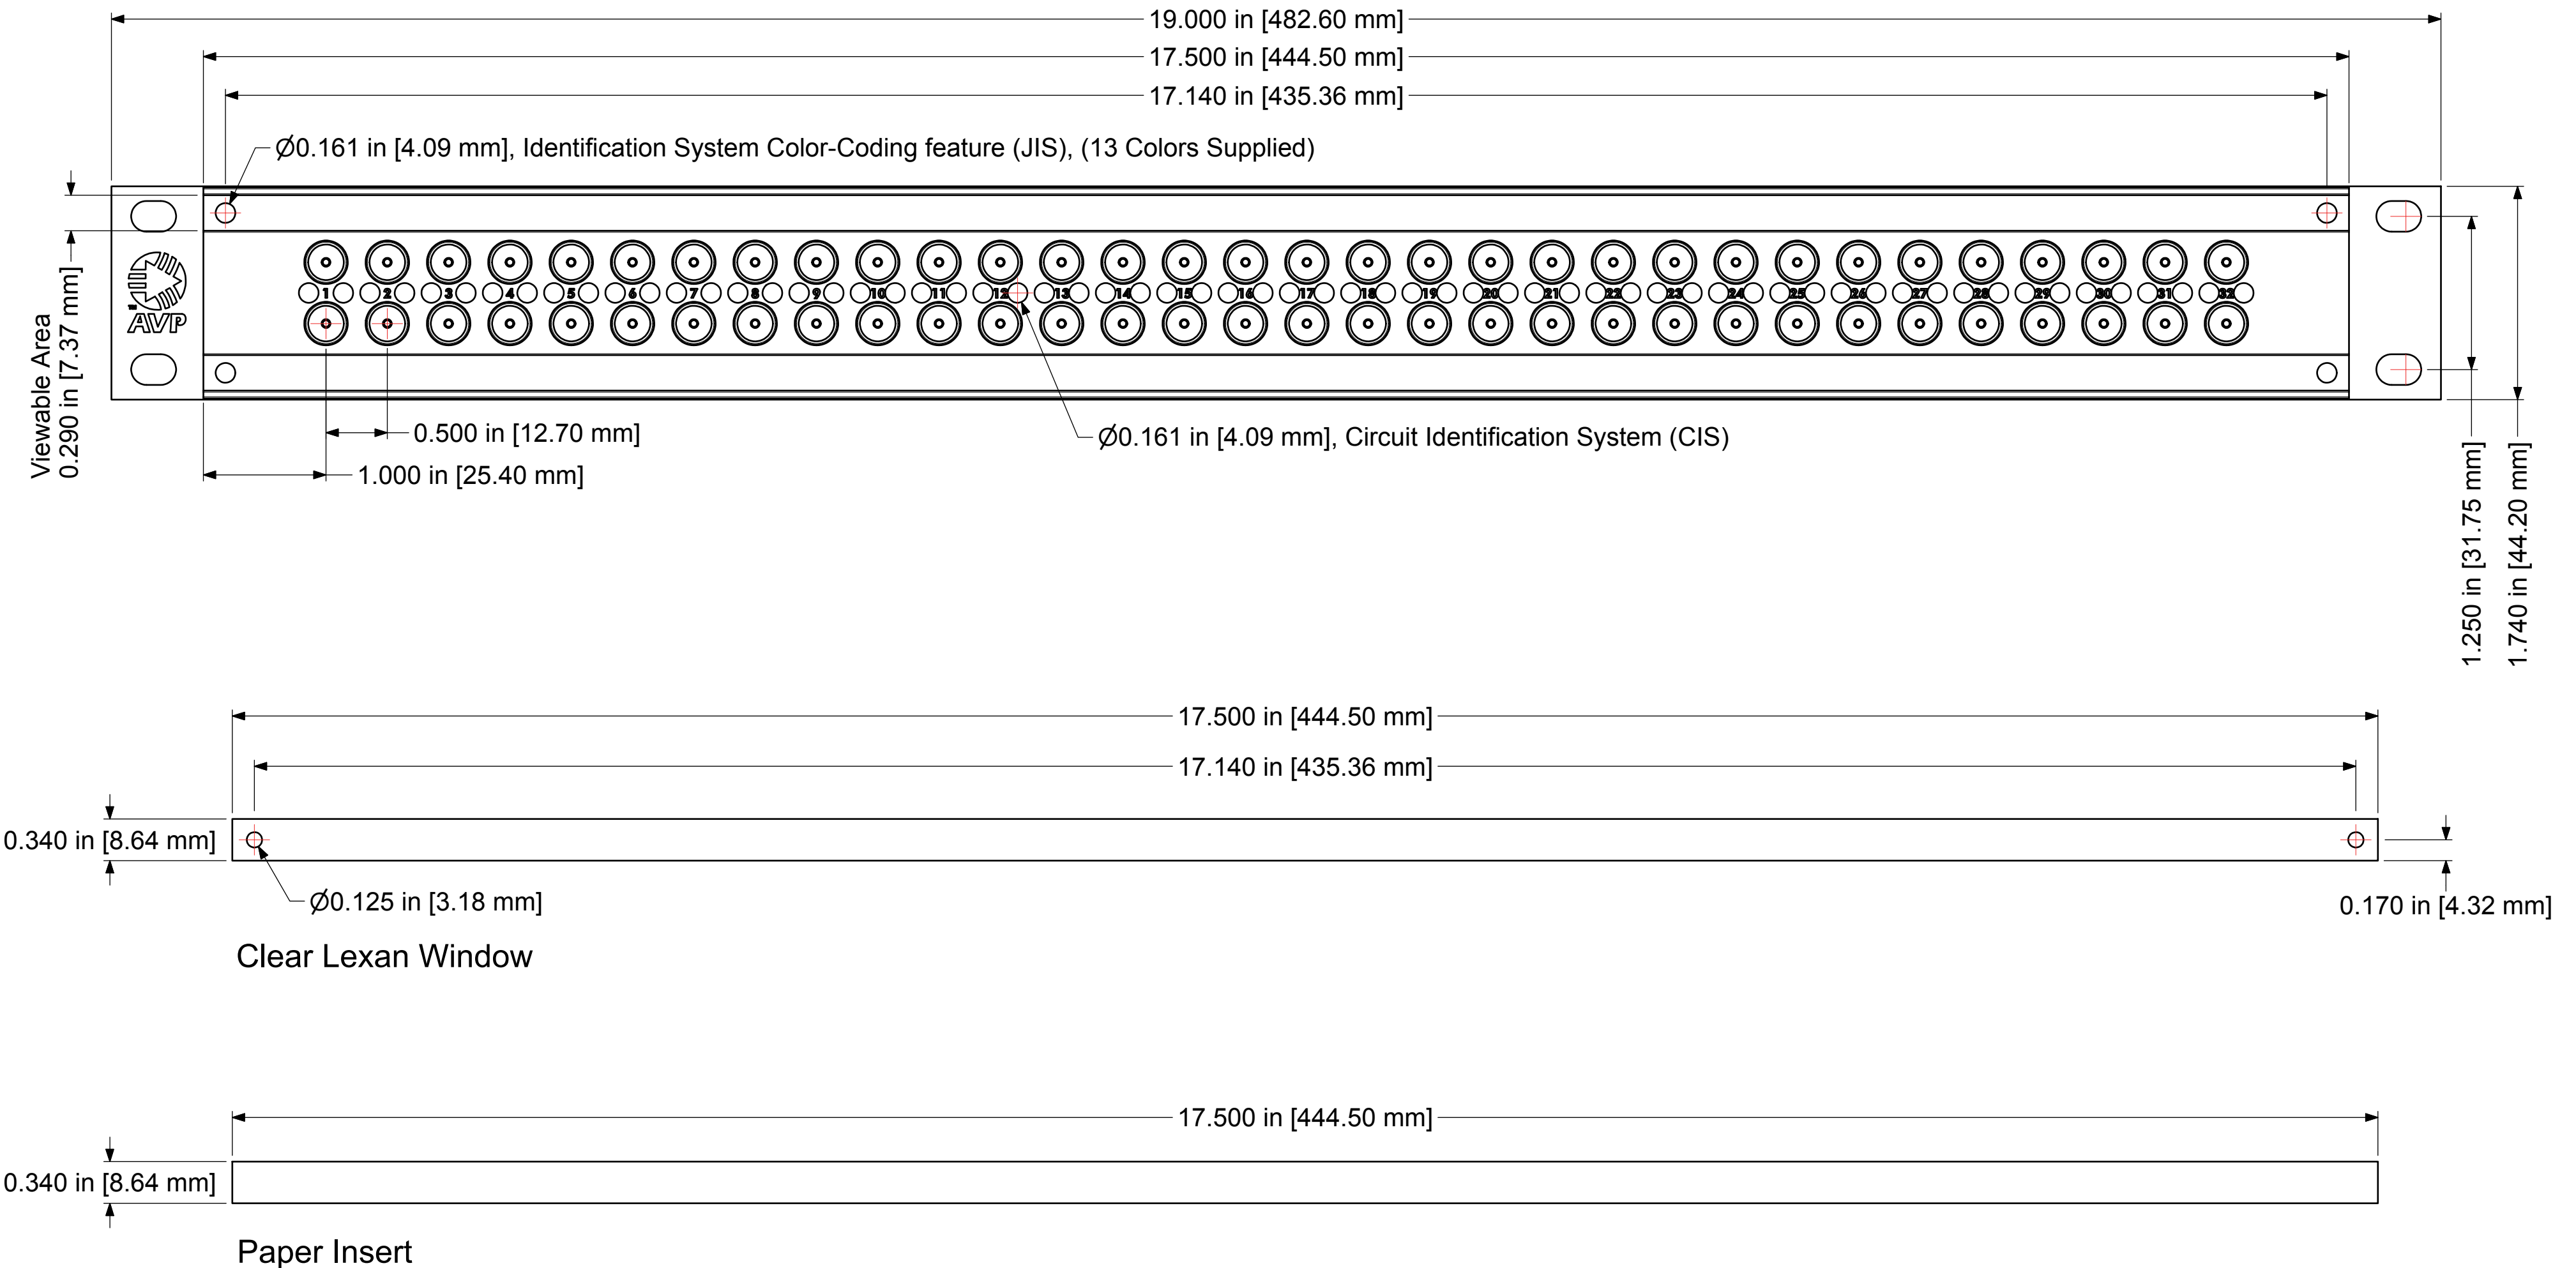 19.000 in [482.60 mm]
17.500 in [444.50 mm]
17.140 in [435.36 mm]
Ø0.161 in [4.09 mm], Identification System Color-Coding feature (JIS), (13 Colors Supplied)
Viewable Area
0.290 in [7.37 mm]
AVP
1 2 3 4 5 6 7 8 9 10 11 12 13 14 15 16 17 18 19 20 21 22 23 24 25 26 27 28 29 30 31 32
0.500 in [12.70 mm]
Ø0.161 in [4.09 mm], Circuit Identification System (CIS)
1.000 in [25.40 mm]
1.250 in [31.75 mm]
1.740 in [44.20 mm]
17.500 in [444.50 mm]
17.140 in [435.36 mm]
0.340 in [8.64 mm]
Ø0.125 in [3.18 mm]
0.170 in [4.32 mm]
Clear Lexan Window
17.500 in [444.50 mm]
0.340 in [8.64 mm]
Paper Insert